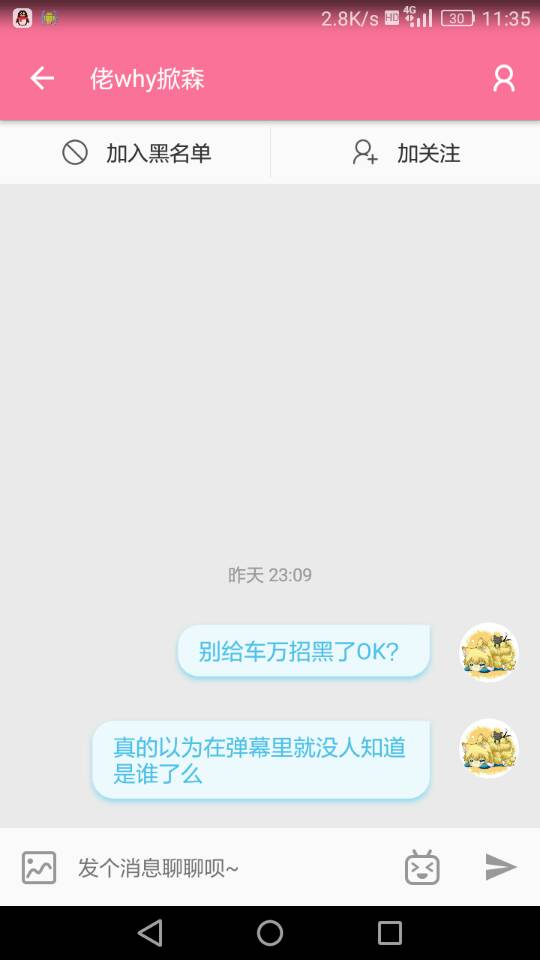 2.8K/s HD 4G 30 11:35
佬why掀森
加入黑名单 加关注
昨天 23:09
别给车万招黑了OK?
真的以为在弹幕里就没人知道
是谁了么
发个消息聊聊呗~